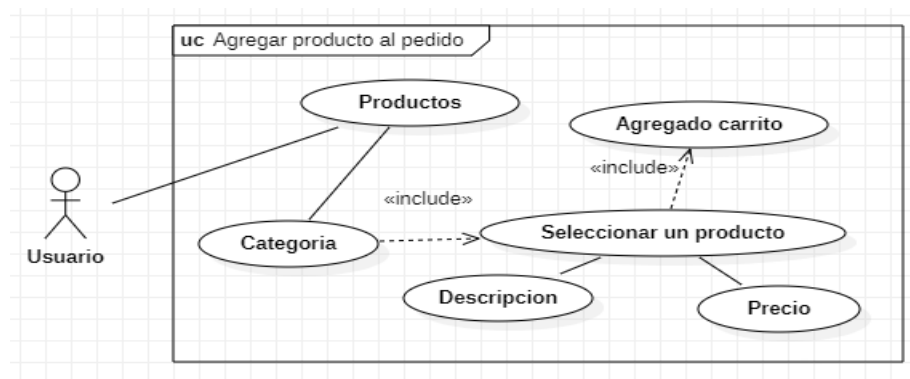 uc Agregar producto al pedido
Productos
Agregado carrito
«include»
«include»
Categoria
Seleccionar un producto
Usuario
Descripcion
Precio